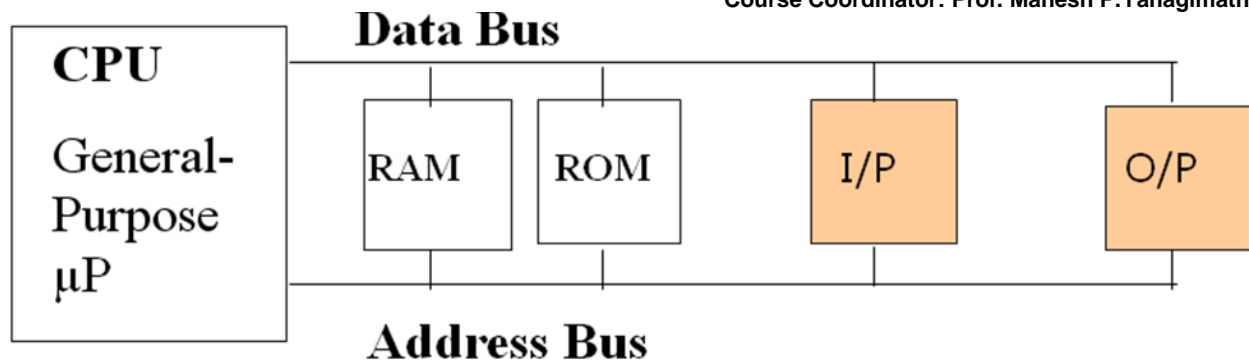 Course Coordinator: Prof. Mahesh P.Yanagimath
Data Bus
CPU
General-
Purpose
μP
RAM
ROM
I/P
O/P
Address Bus